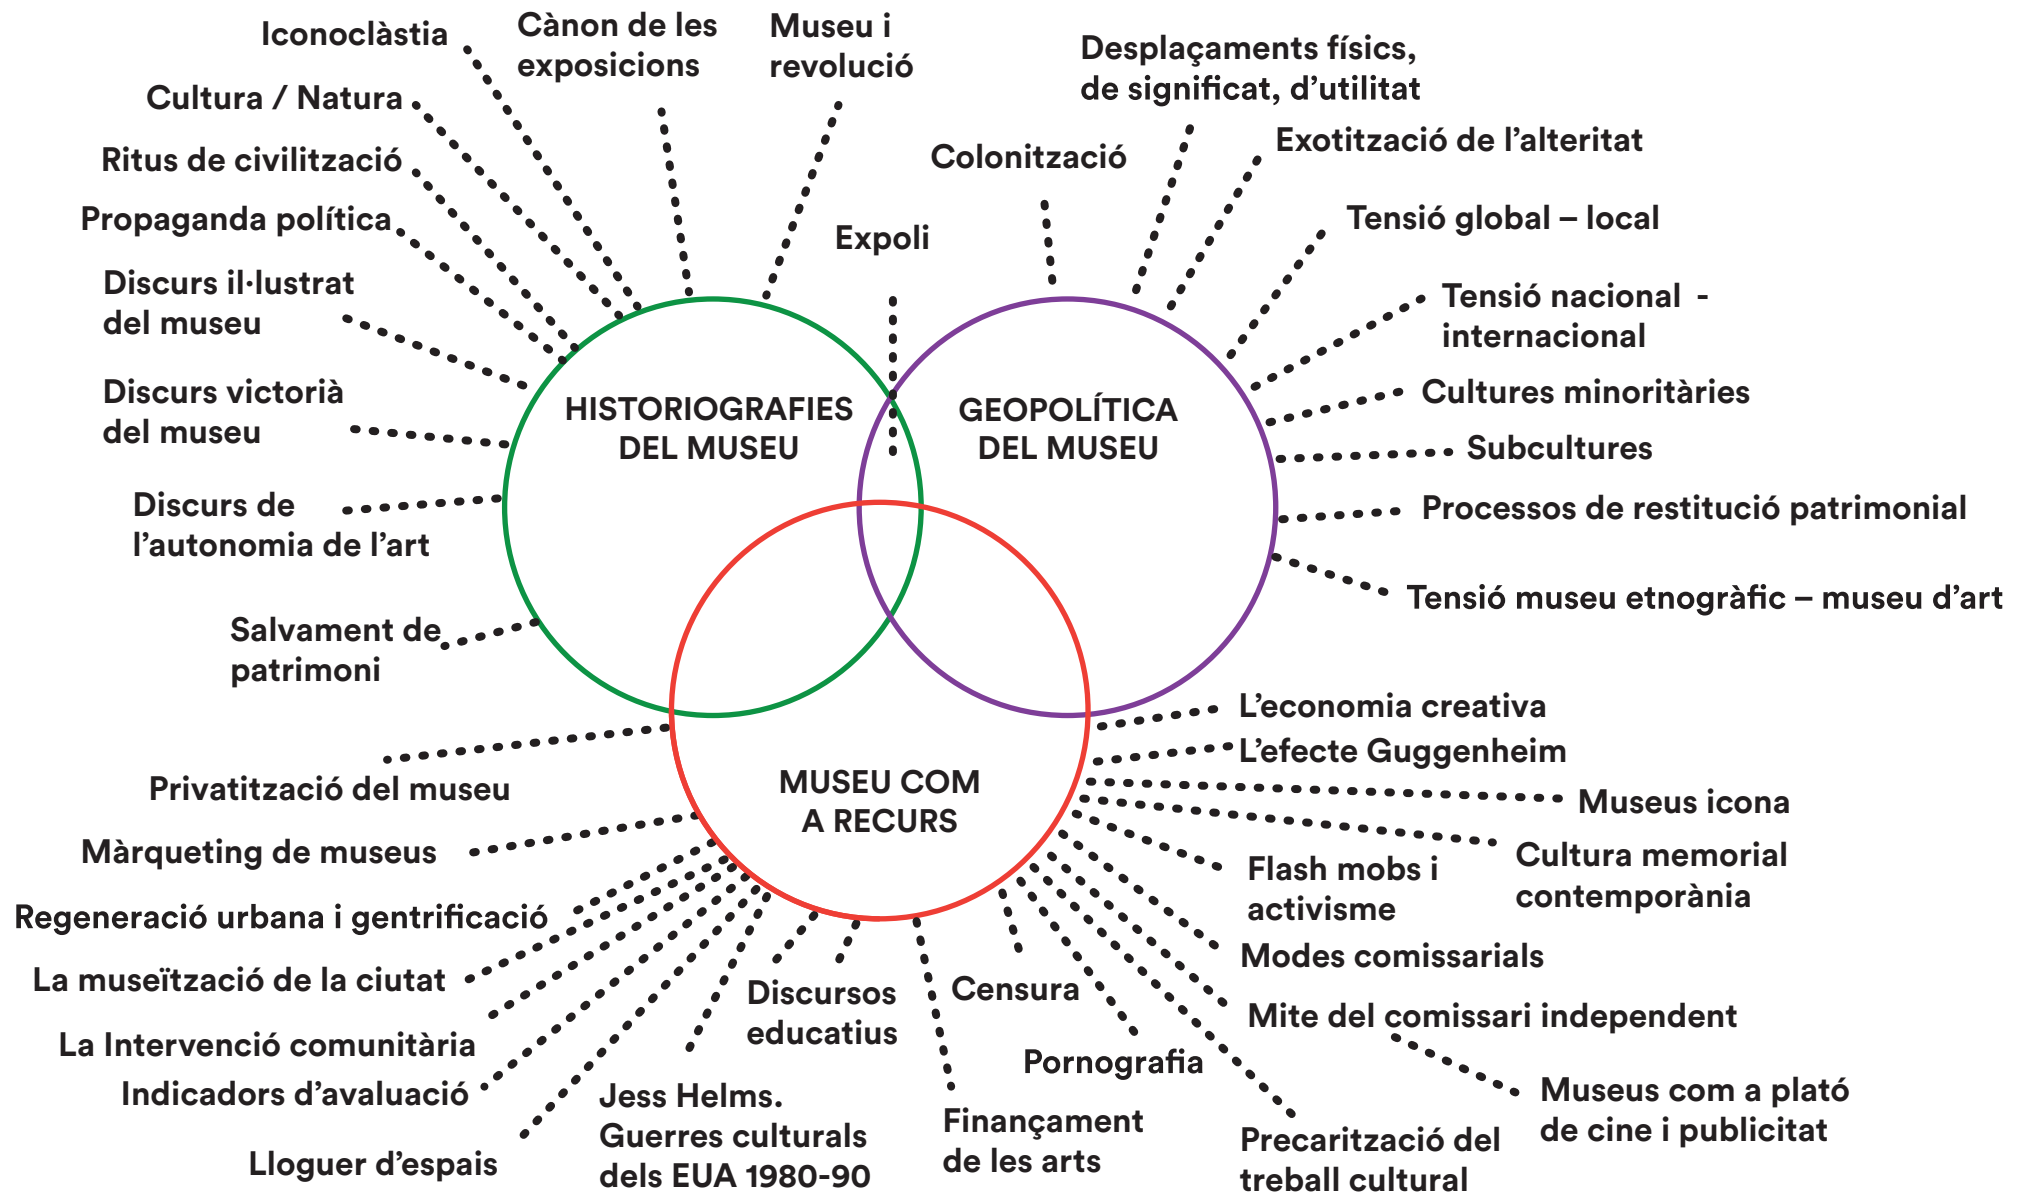 Iconoclàstia
Cànon de les
exposicions
Museu i
revolució
Desplaçaments físics,
de significat, d’utilitat
Cultura / Natura
Exotització de l’alteritat
Ritus de civilització
Colonització
Propaganda política
Expoli
Tensió global – local
Discurs il·lustrat
del museu
Tensió nacional -
internacional
Discurs victorià
del museu
HISTORIOGRAFIES
DEL MUSEU
GEOPOLÍTICA
DEL MUSEU
Cultures minoritàries
Subcultures
Discurs de
l’autonomia de l’art
Processos de restitució patrimonial
Tensió museu etnogràfic – museu d’art
Salvament de
patrimoni
L’economia creativa
L’efecte Guggenheim
Privatització del museu
MUSEU COM
A RECURS
Museus icona
Màrqueting de museus
Flash mobs i
activisme
Cultura memorial
contemporània
Regeneració urbana i gentrificació
Modes comissarials
La museïtzació de la ciutat
Discursos
educatius
Censura
Mite del comissari independent
La Intervenció comunitària
Pornografia
Indicadors d’avaluació
Jess Helms.
Guerres culturals
dels EUA 1980-90
Finançament
de les arts
Museus com a plató
de cine i publicitat
Lloguer d’espais
Precarització del
treball cultural